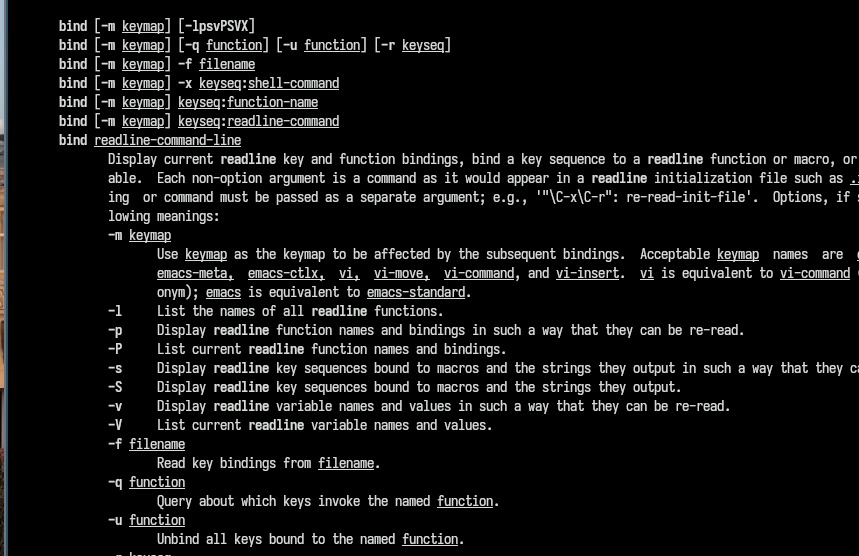 bind [-m keymap] [-lpsvPSVX]
bind [-m keymap] [-q function] [-u function] [-r keyseq]
bind [-m keymap] -f filename
bind [-m keymap] -x keyseq:shell-command
bind [-m keymap] keyseq:function-name
bind [-m keymap] keyseq:readline-command
bind readline-command-line
Display current readline key and function bindings, bind a key sequence to a readline function or macro, or
able.  Each non-option argument is a command as it would appear in a readline initialization file such as
ing  or command must be passed as a separate argument; e.g., '"\C-x\C-r": re-read-init-file'.  Options, if
lowing meanings:
-m keymap
Use keymap as the keymap to be affected by the subsequent bindings.  Acceptable keymap  names  are
emacs-meta,  emacs-ctlx,  vi,  vi-move,  vi-command, and vi-insert.  vi is equivalent to vi-command
onym); emacs is equivalent to emacs-standard.
-l     List the names of all readline functions.
-p     Display readline function names and bindings in such a way that they can be re-read.
-P     List current readline function names and bindings.
-s     Display readline key sequences bound to macros and the strings they output in such a way that they
-S     Display readline key sequences bound to macros and the strings they output.
-v     Display readline variable names and values in such a way that they can be re-read.
-V     List current readline variable names and values.
-f filename
Read key bindings from filename.
-q function
Query about which keys invoke the named function.
-u function
Unbind all keys bound to the named function.